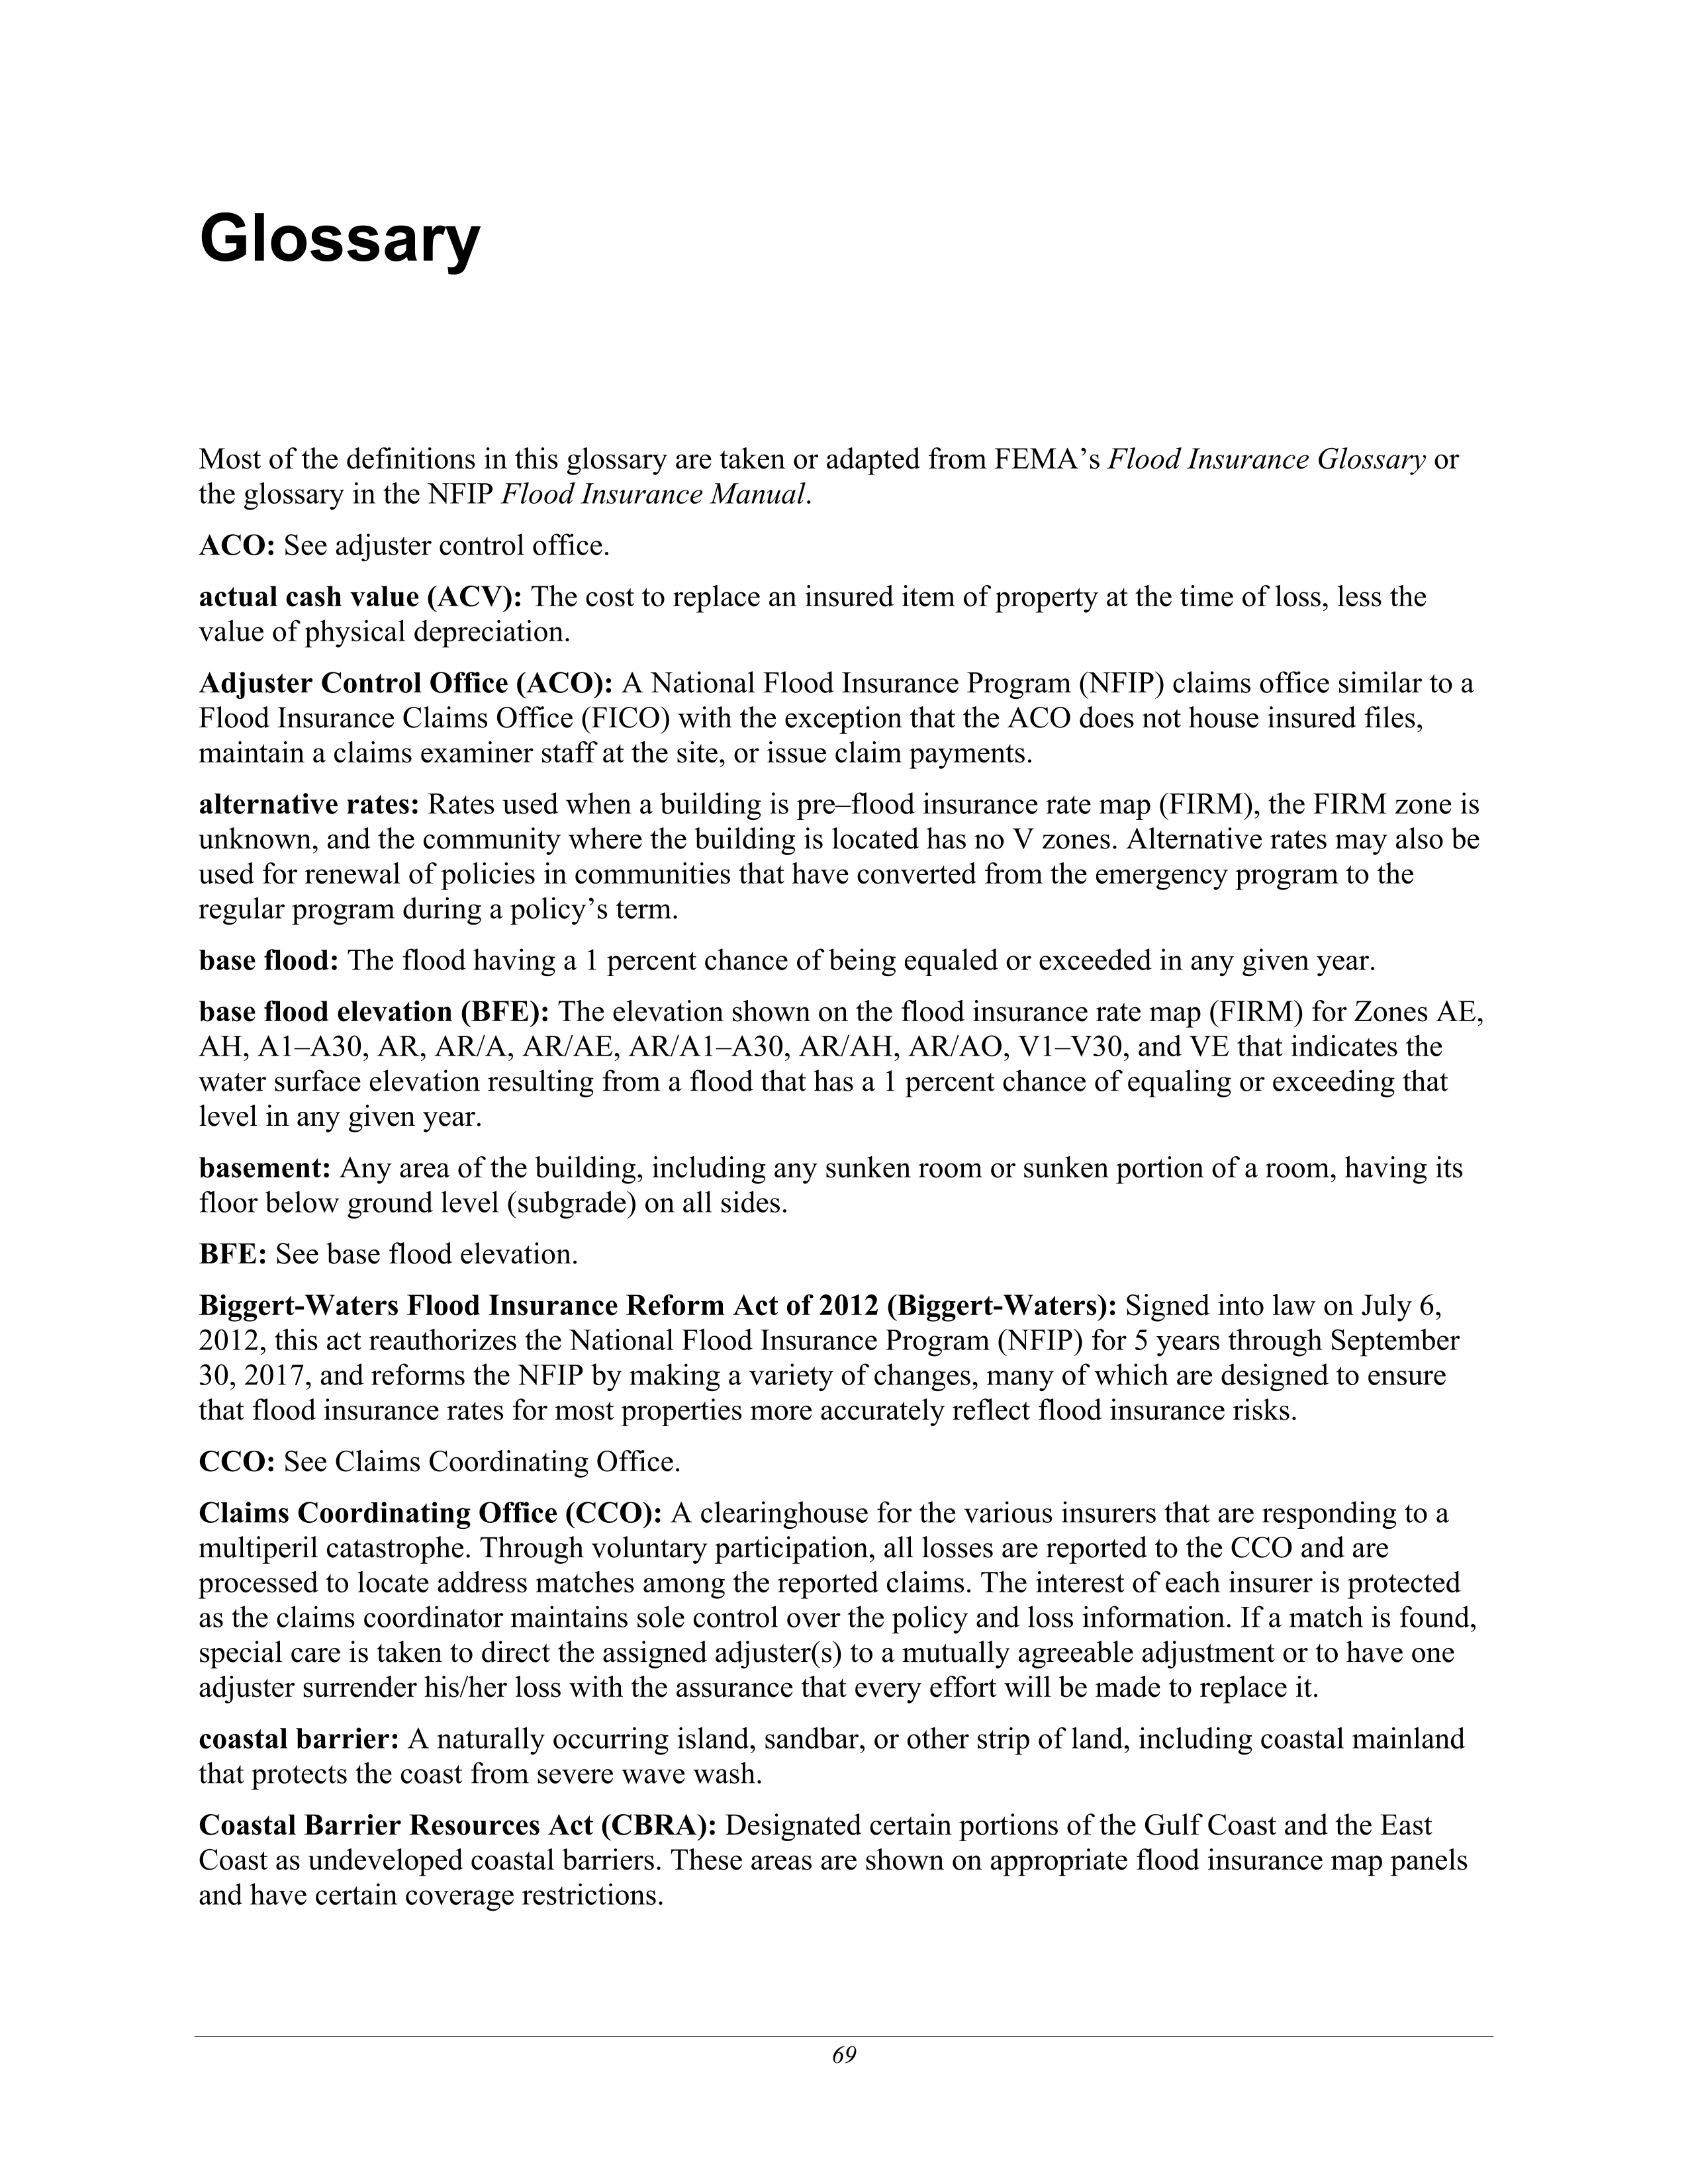 Glossary
Most of the definitions in this glossary are taken or adapted from FEMA’s Flood Insurance Glossary or
the glossary in the NFIP Flood Insurance Manual.
ACO: See adjuster control office.
actual cash value (ACV): The cost to replace an insured item of property at the time of loss, less the
value of physical depreciation.
Adjuster Control Office (ACO): A National Flood Insurance Program (NFIP) claims office similar to a
Flood Insurance Claims Office (FICO) with the exception that the ACO does not house insured files,
maintain a claims examiner staff at the site, or issue claim payments.
alternative rates: Rates used when a building is pre–flood insurance rate map (FIRM), the FIRM zone is
unknown, and the community where the building is located has no V zones. Alternative rates may also be
used for renewal of policies in communities that have converted from the emergency program to the
regular program during a policy’s term.
base flood: The flood having a 1 percent chance of being equaled or exceeded in any given year.
base flood elevation (BFE): The elevation shown on the flood insurance rate map (FIRM) for Zones AE,
AH, A1–A30, AR, AR/A, AR/AE, AR/A1–A30, AR/AH, AR/AO, V1–V30, and VE that indicates the
water surface elevation resulting from a flood that has a 1 percent chance of equaling or exceeding that
level in any given year.
basement: Any area of the building, including any sunken room or sunken portion of a room, having its
floor below ground level (subgrade) on all sides.
BFE: See base flood elevation.
Biggert-Waters Flood Insurance Reform Act of 2012 (Biggert-Waters): Signed into law on July 6,
2012, this act reauthorizes the National Flood Insurance Program (NFIP) for 5 years through September
30, 2017, and reforms the NFIP by making a variety of changes, many of which are designed to ensure
that flood insurance rates for most properties more accurately reflect flood insurance risks.
CCO: See Claims Coordinating Office.
Claims Coordinating Office (CCO): A clearinghouse for the various insurers that are responding to a
multiperil catastrophe. Through voluntary participation, all losses are reported to the CCO and are
processed to locate address matches among the reported claims. The interest of each insurer is protected
as the claims coordinator maintains sole control over the policy and loss information. If a match is found,
special care is taken to direct the assigned adjuster(s) to a mutually agreeable adjustment or to have one
adjuster surrender his/her loss with the assurance that every effort will be made to replace it.
coastal barrier: A naturally occurring island, sandbar, or other strip of land, including coastal mainland
that protects the coast from severe wave wash.
Coastal Barrier Resources Act (CBRA): Designated certain portions of the Gulf Coast and the East
Coast as undeveloped coastal barriers. These areas are shown on appropriate flood insurance map panels
and have certain coverage restrictions.
69